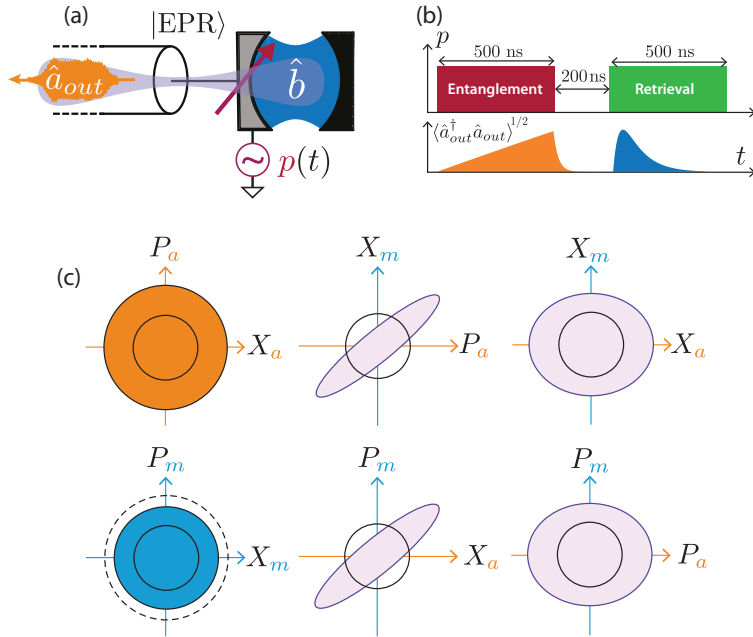 (a)
|EPR⟩
â_out
b̂
~
p(t)
(b)
p
500 ns
500 ns
Entanglement
200ns
Retrieval
⟨â†_out â_out⟩^1/2
t
(c)
P_a
X_m
X_m
X_a
P_a
X_a
P_m
P_m
P_m
X_m
X_a
P_a